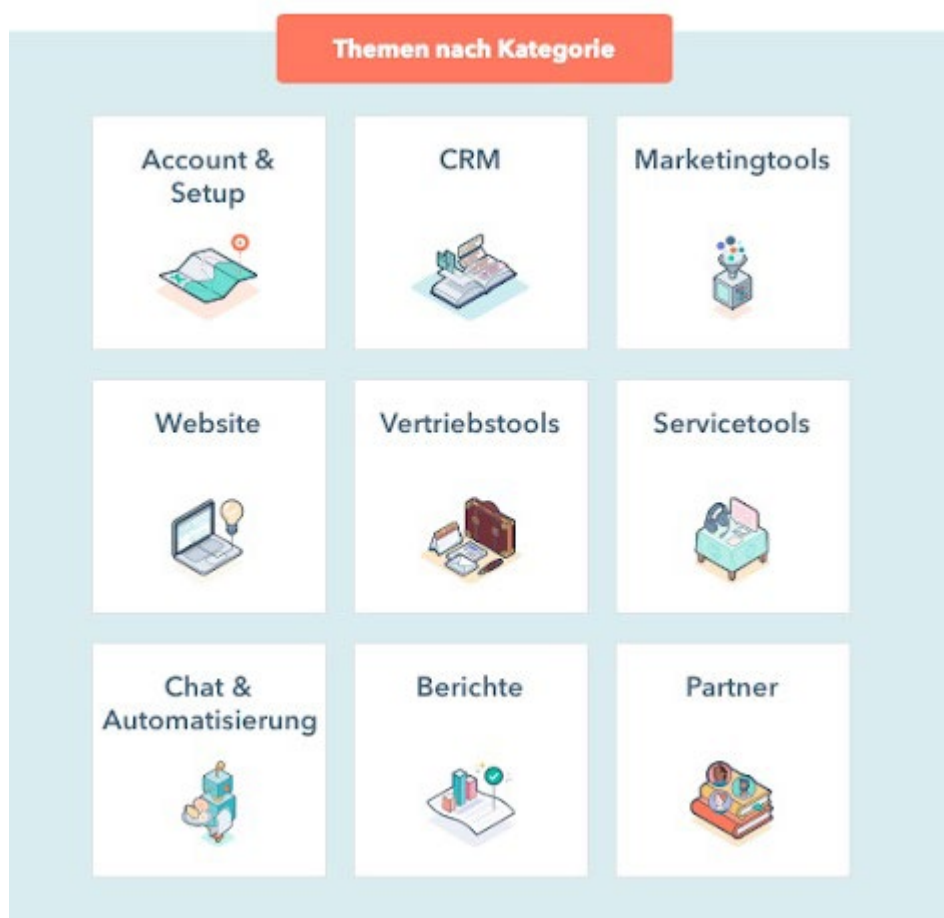 Themen nach Kategorie
Account &
Setup
CRM
Marketingtools
Website
Vertriebstools
Servicetools
Chat &
Automatisierung
Berichte
Partner